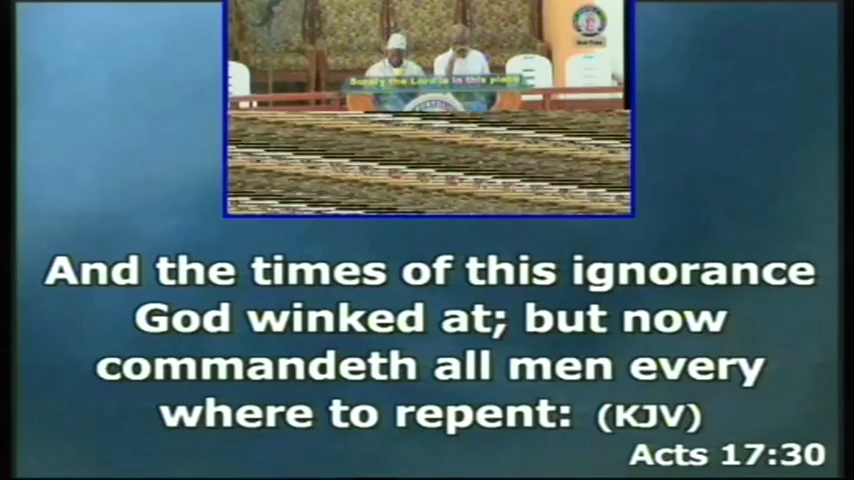 Surely the Lord is in this place
And the times of this ignorance
God winked at; but now
commandeth all men every
where to repent: (KJV)
Acts 17:30